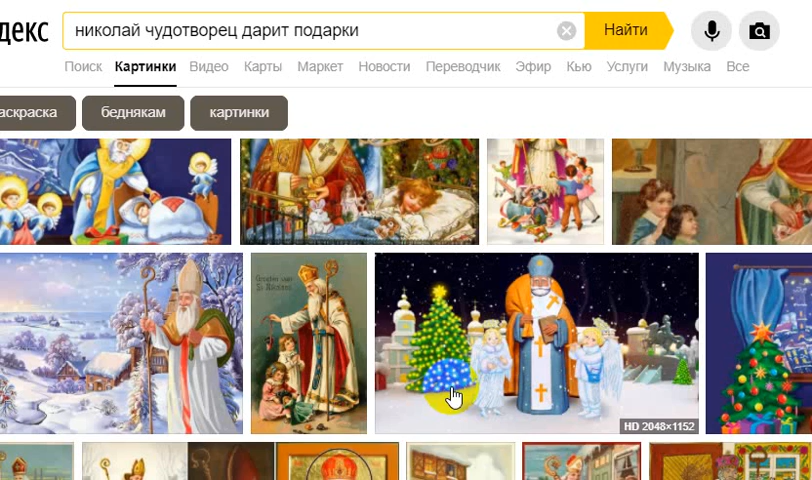 декс николай чудотворец дарит подарки Найти
Поиск Картинки Видео Карты Маркет Новости Переводчик Эфир Кью Услуги Музыка Все
аскраска беднякам картинки
HD 2048×1152